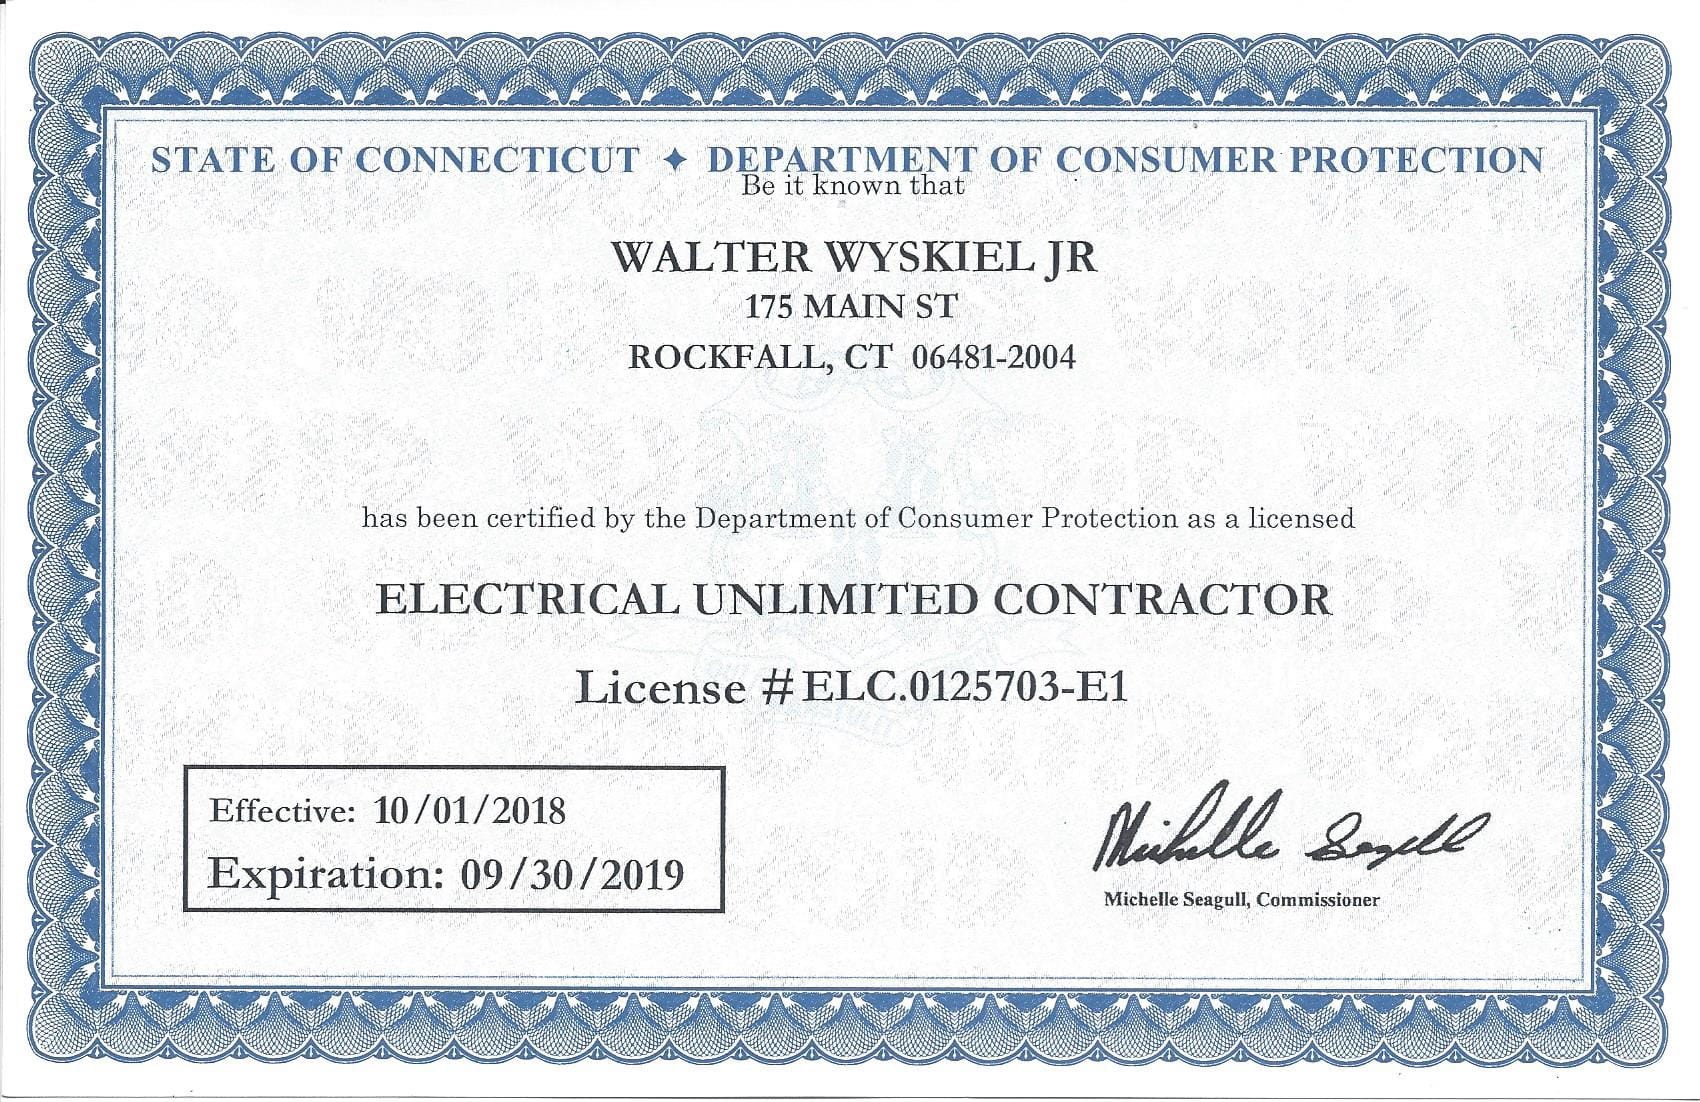 STATE OF CONNECTICUT ✦ DEPARTMENT OF CONSUMER PROTECTION
Be it known that
WALTER WYSKIEL JR
175 MAIN ST
ROCKFALL, CT 06481-2004
has been certified by the Department of Consumer Protection as a licensed
ELECTRICAL UNLIMITED CONTRACTOR
License #ELC.0125703-E1
Effective: 10/01/2018
Expiration: 09/30/2019
Michelle Seagull
Michelle Seagull, Commissioner